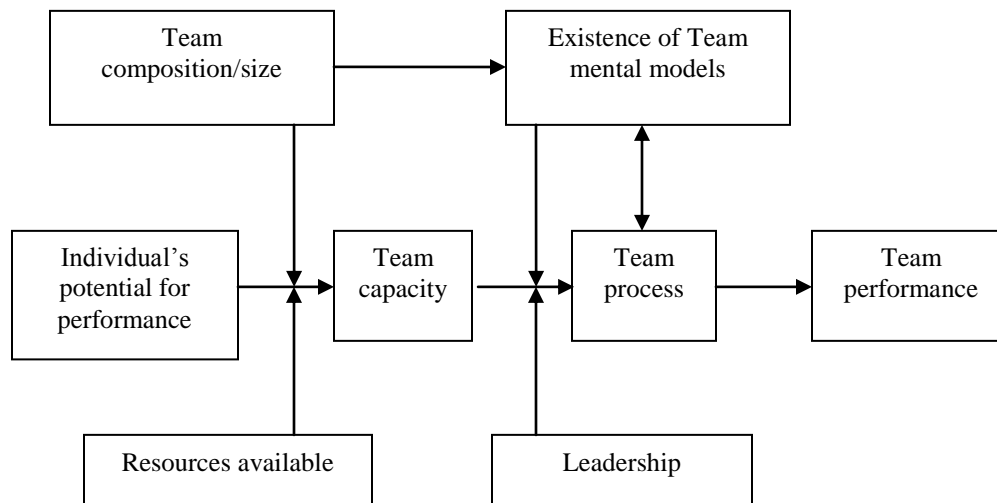 Team
composition/size
Existence of Team
mental models
Individual’s
potential for
performance
Team
capacity
Team
process
Team
performance
Resources available
Leadership